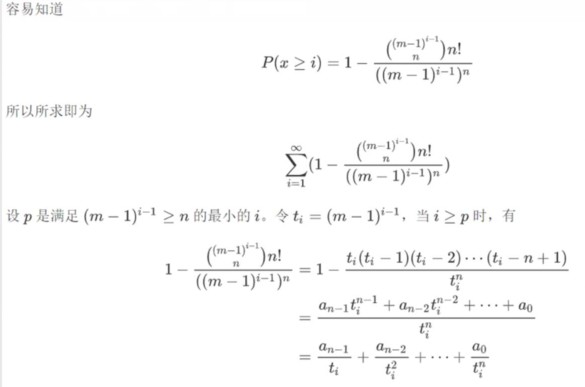 容易知道
$$P(x \geq i) = 1 - \frac{\binom{(m-1)^{i-1}}{n} n!}{((m-1)^{i-1})^n}$$
所以所求即为
$$\sum_{i=1}^{\infty} (1 - \frac{\binom{(m-1)^{i-1}}{n} n!}{((m-1)^{i-1})^n})$$
设 $p$ 是满足 $(m-1)^{i-1} \geq n$ 的最小的 $i$。令 $t_i = (m-1)^{i-1}$，当 $i \geq p$ 时，有
$$1 - \frac{\binom{(m-1)^{i-1}}{n} n!}{((m-1)^{i-1})^n} = 1 - \frac{t_i(t_i-1)(t_i-2)\cdots(t_i-n+1)}{t_i^n}$$
$$= \frac{a_{n-1}t_i^{n-1} + a_{n-2}t_i^{n-2} + \cdots + a_0}{t_i^n}$$
$$= \frac{a_{n-1}}{t_i} + \frac{a_{n-2}}{t_i^2} + \cdots + \frac{a_0}{t_i^n}$$